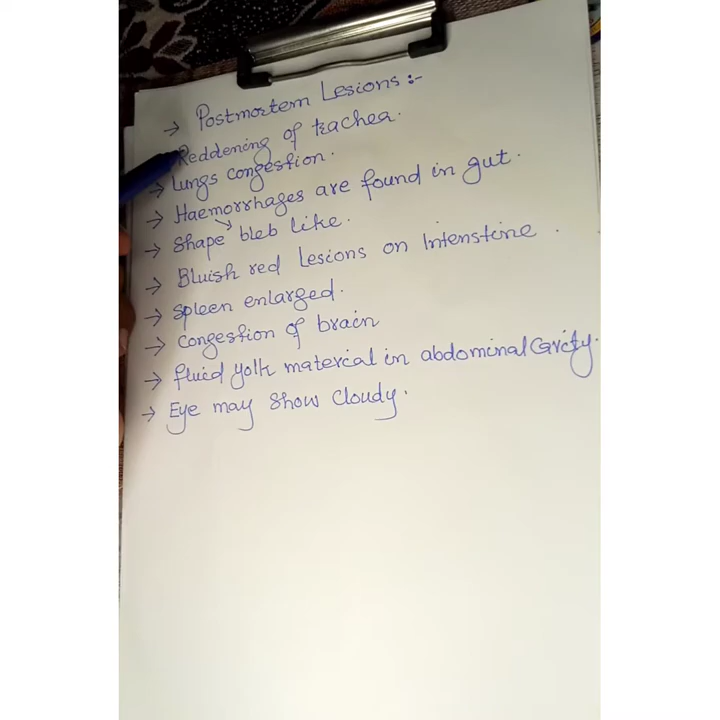 Postmortem Lesions:-
→ Reddening of trachea.
→ Lungs congestion.
→ Haemorrhages are found in gut.
→ Shape → bleb like.
→ Bluish red Lesions on Intenstine.
→ Spleen enlarged.
→ Congestion of brain
→ fluid yolk material in abdominal Cavity.
→ Eye may Show Cloudy.